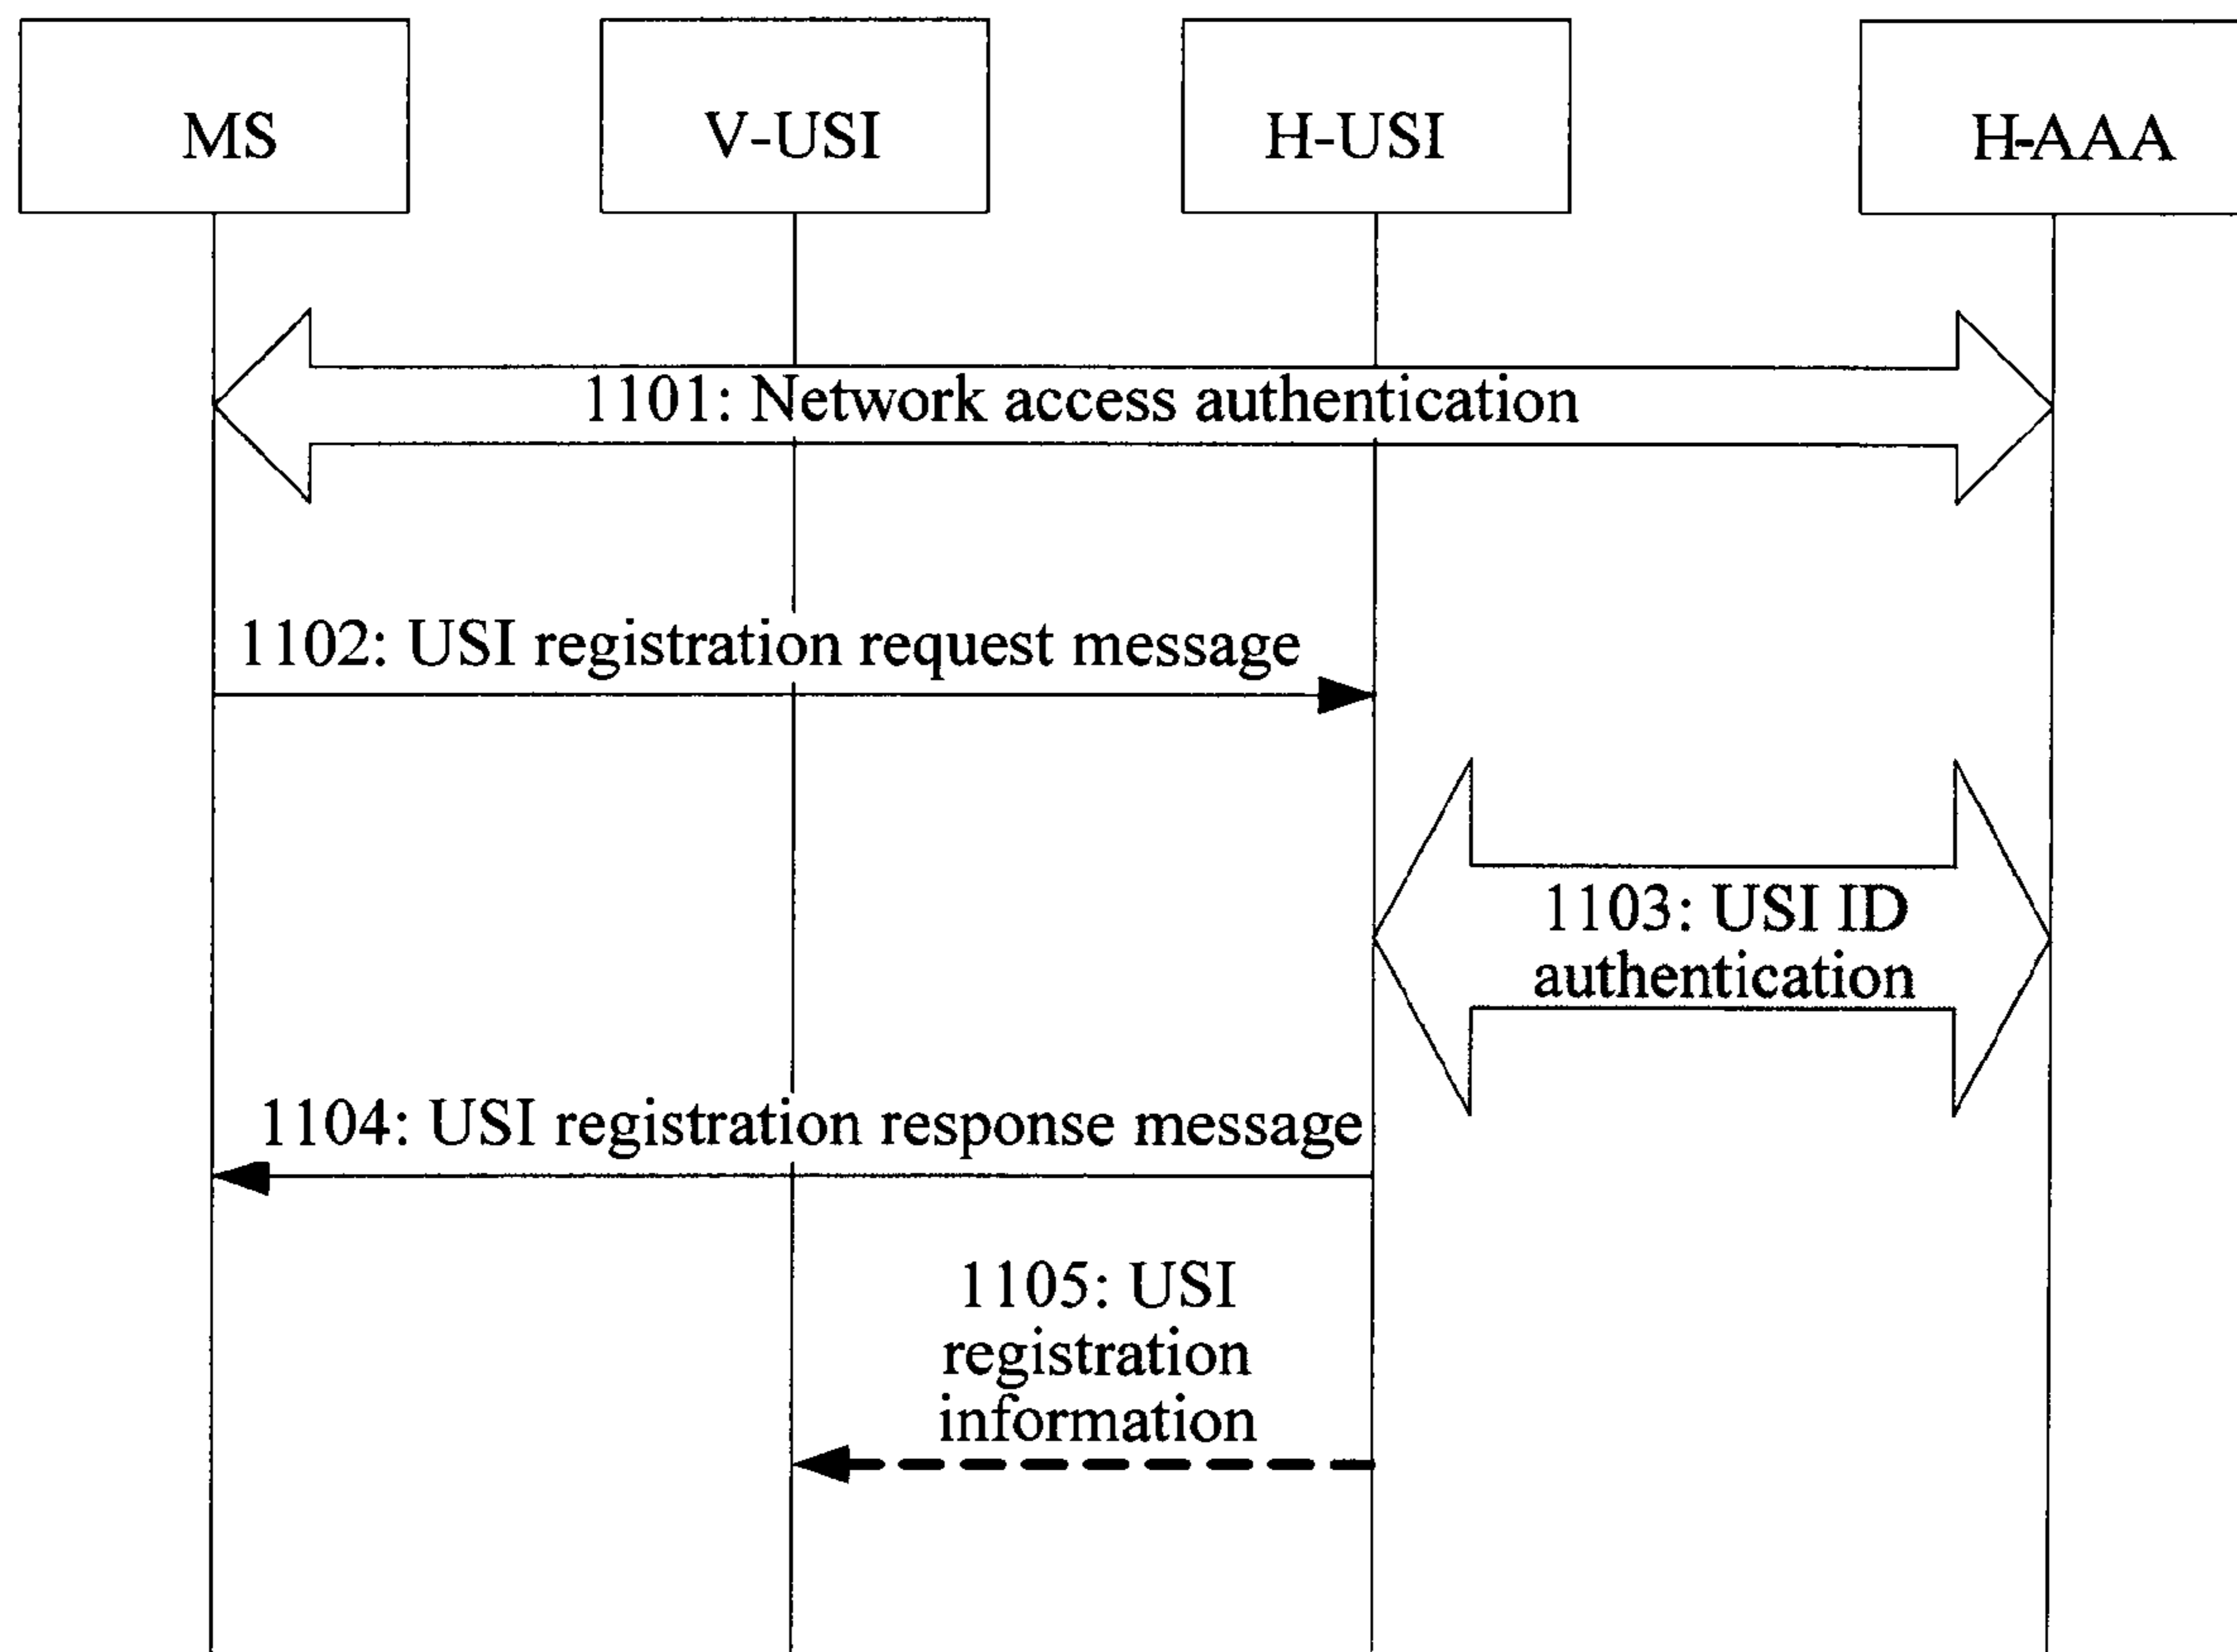 MS
V-USI
H-USI
H-AAA
1101: Network access authentication
1102: USI registration request message
1103: USI ID
authentication
1104: USI registration response message
1105: USI
registration
information